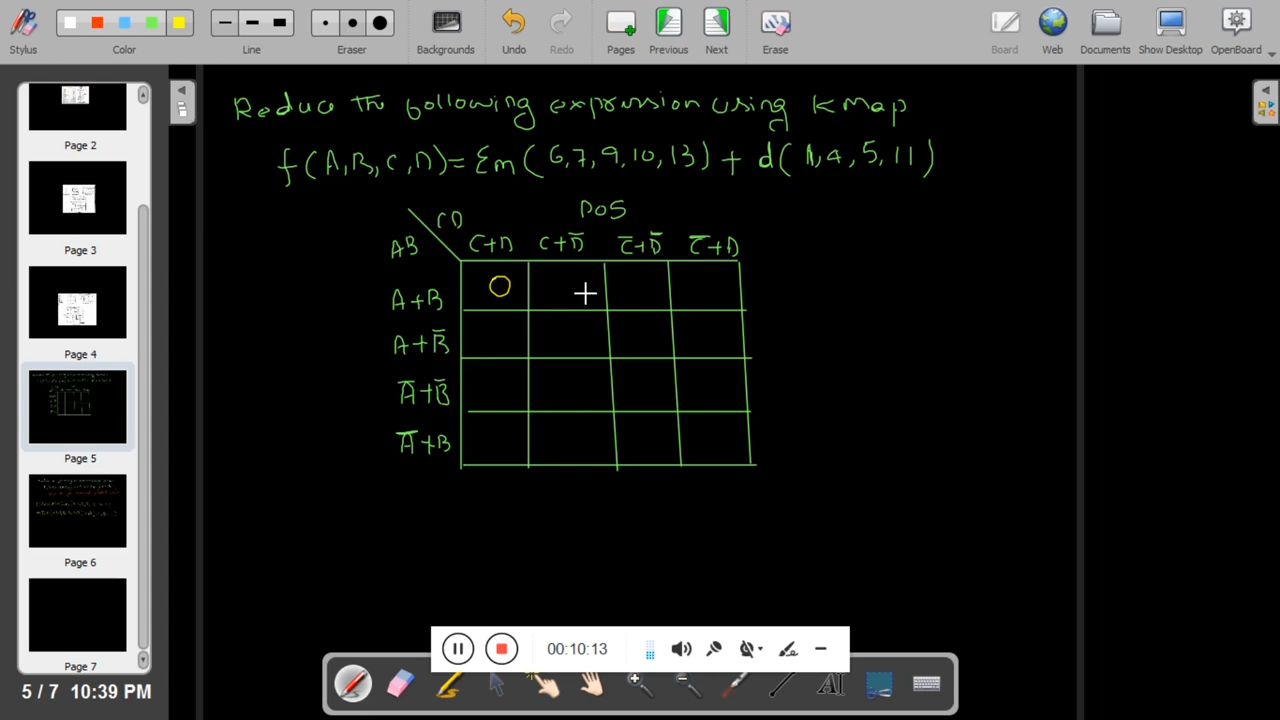 Stylus
Color
Line
Eraser
Backgrounds
Undo
Redo
Pages
Previous
Next
Erase
Board
Web
Documents
Show Desktop
OpenBoard
Page 2
Page 3
Page 4
Page 5
Page 6
Page 7
5 / 7 10:39 PM
Reduce the following expression using K Map
f(A,B,C,D)=Σm(6,7,9,10,13)+d(1,4,5,11)
POS
CD
AB
C+D C+D̅ C̅+D̅ C̅+D
A+B 0
A+B̅
A̅+B̅
A̅+B
00:10:13